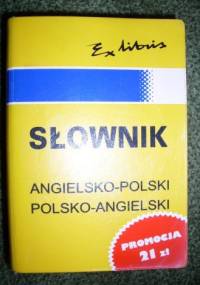 Ex libris
SŁOWNIK
ANGIELSKO-POLSKI
POLSKO-ANGIELSKI
PROMOCJA
21 zł